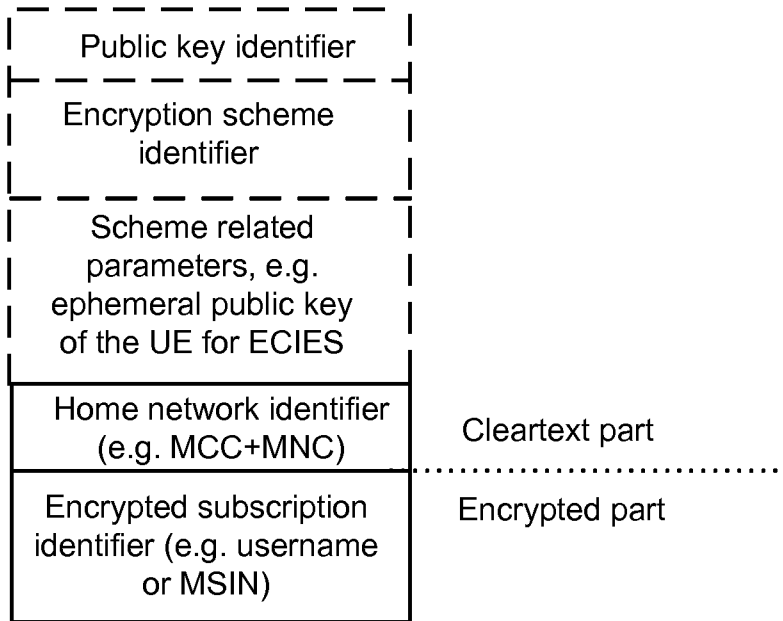 Public key identifier
Encryption scheme
identifier
Scheme related
parameters, e.g.
ephemeral public key
of the UE for ECIES
Home network identifier
(e.g. MCC+MNC)
Cleartext part
Encrypted subscription
identifier (e.g. username
or MSIN)
Encrypted part